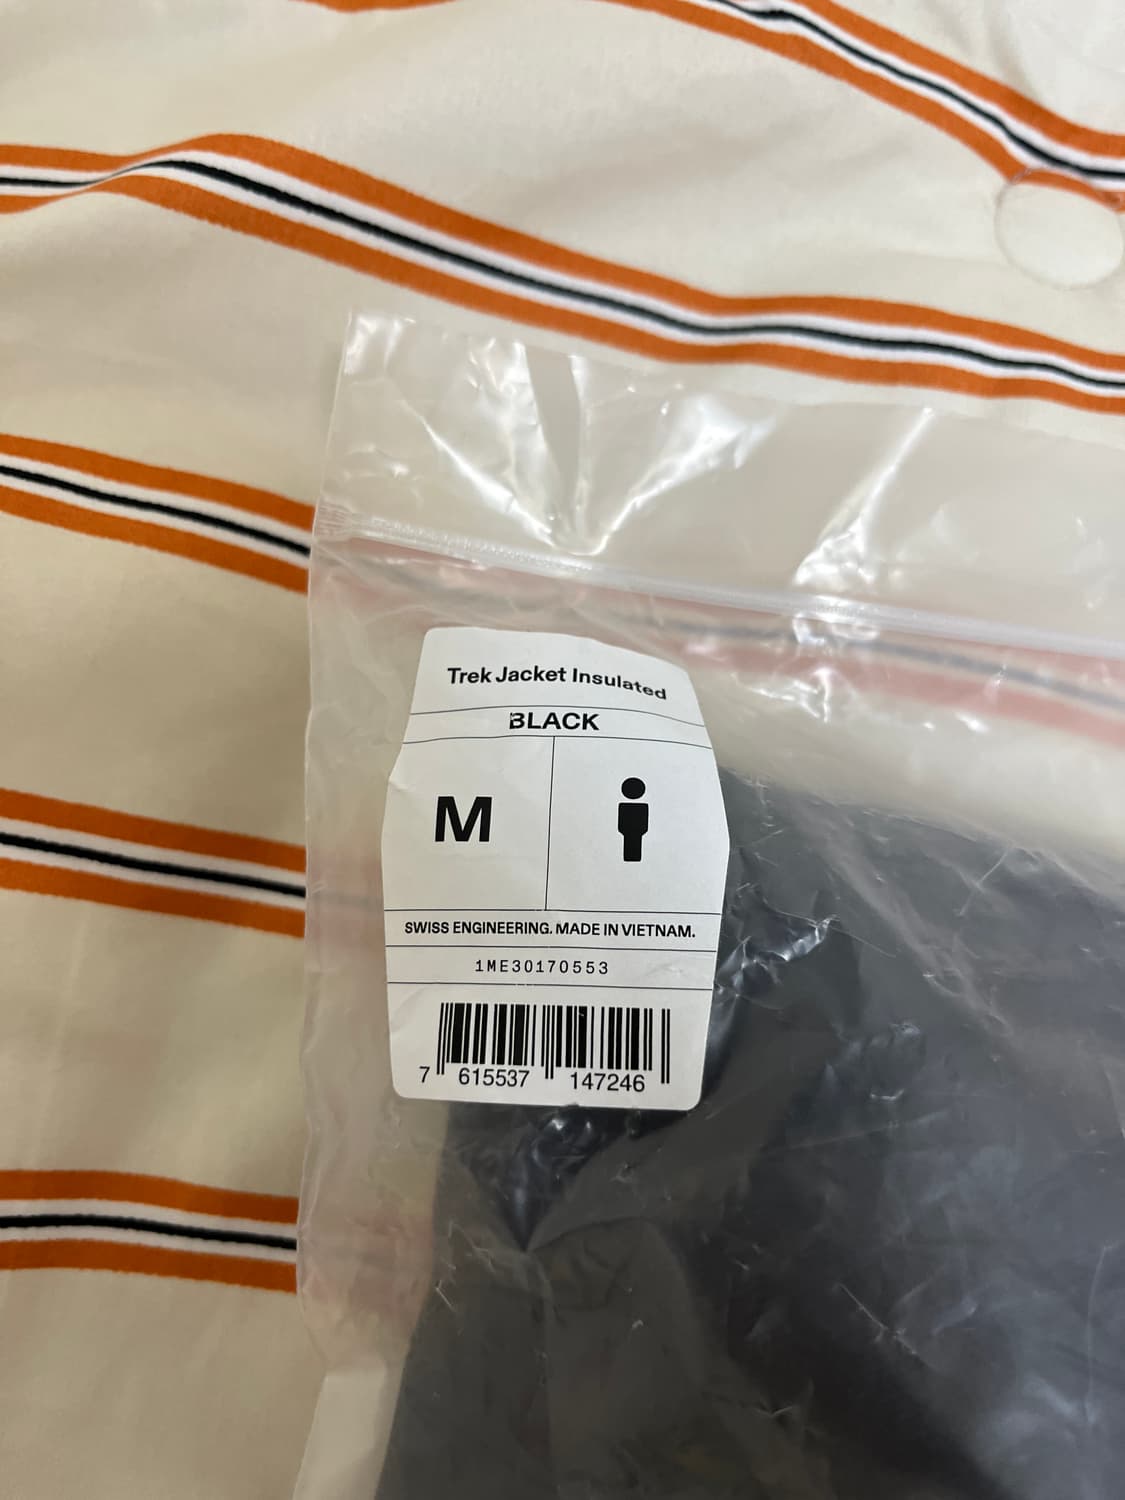 Trek Jacket Insulated
BLACK
M
SWISS ENGINEERING. MADE IN VIETNAM.
1ME30170553
7 615537 147246